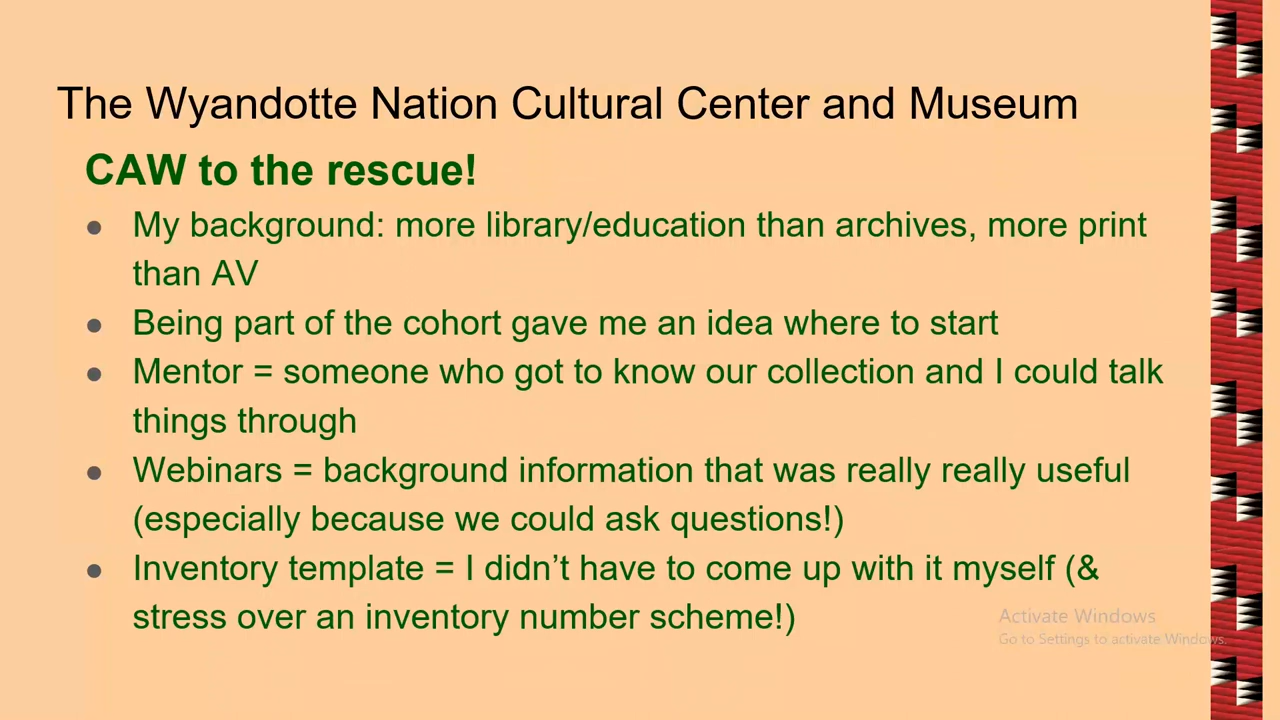 The Wyandotte Nation Cultural Center and Museum
CAW to the rescue!
● My background: more library/education than archives, more print
than AV
● Being part of the cohort gave me an idea where to start
● Mentor = someone who got to know our collection and I could talk
things through
● Webinars = background information that was really really useful
(especially because we could ask questions!)
● Inventory template = I didn’t have to come up with it myself (&
stress over an inventory number scheme!)
Activate Windows
Go to Settings to activate Windows.